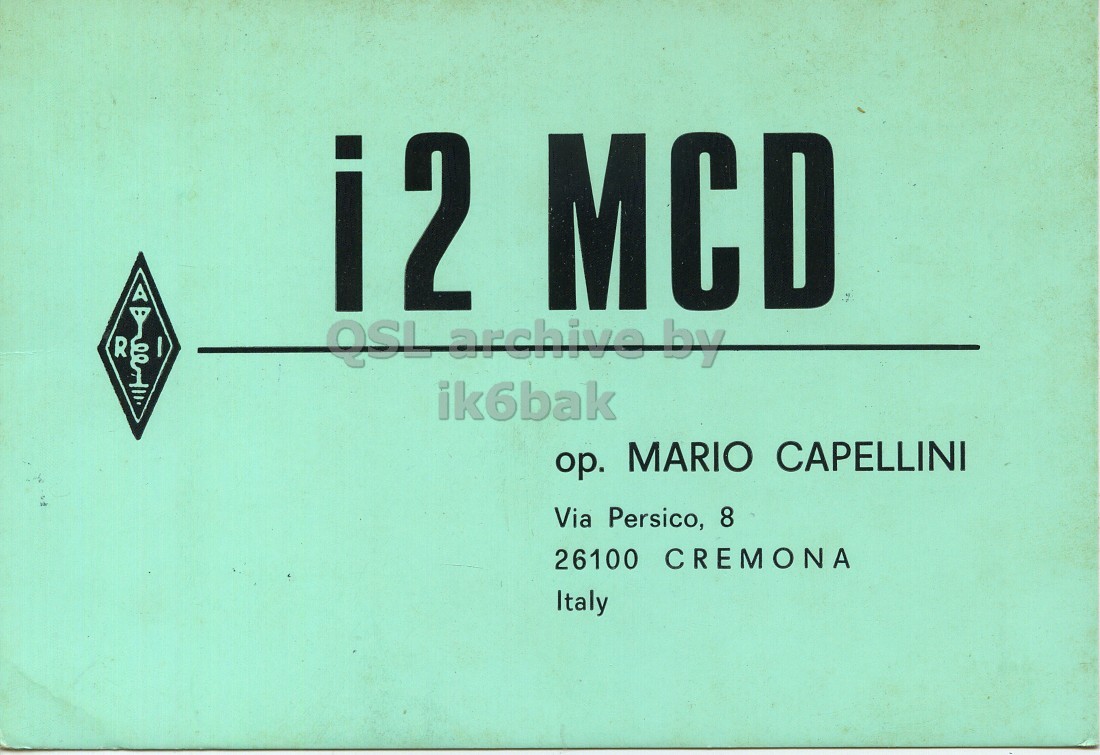 i2 MCD
A
R I
QSL archive by
ik6bak
op. MARIO CAPELLINI
Via Persico, 8
26100 CREMONA
Italy